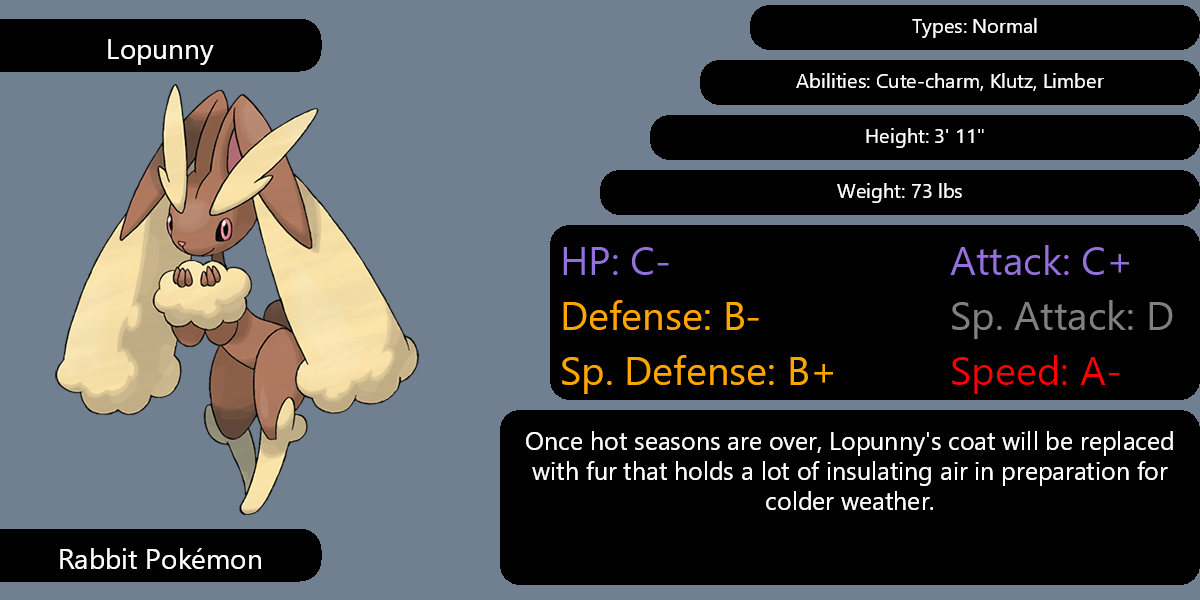 Lopunny
Types: Normal
Abilities: Cute-charm, Klutz, Limber
Height: 3' 11"
Weight: 73 lbs
HP: C-
Attack: C+
Defense: B-
Sp. Attack: D
Sp. Defense: B+
Speed: A-
Once hot seasons are over, Lopunny's coat will be replaced
with fur that holds a lot of insulating air in preparation for
colder weather.
Rabbit Pokémon